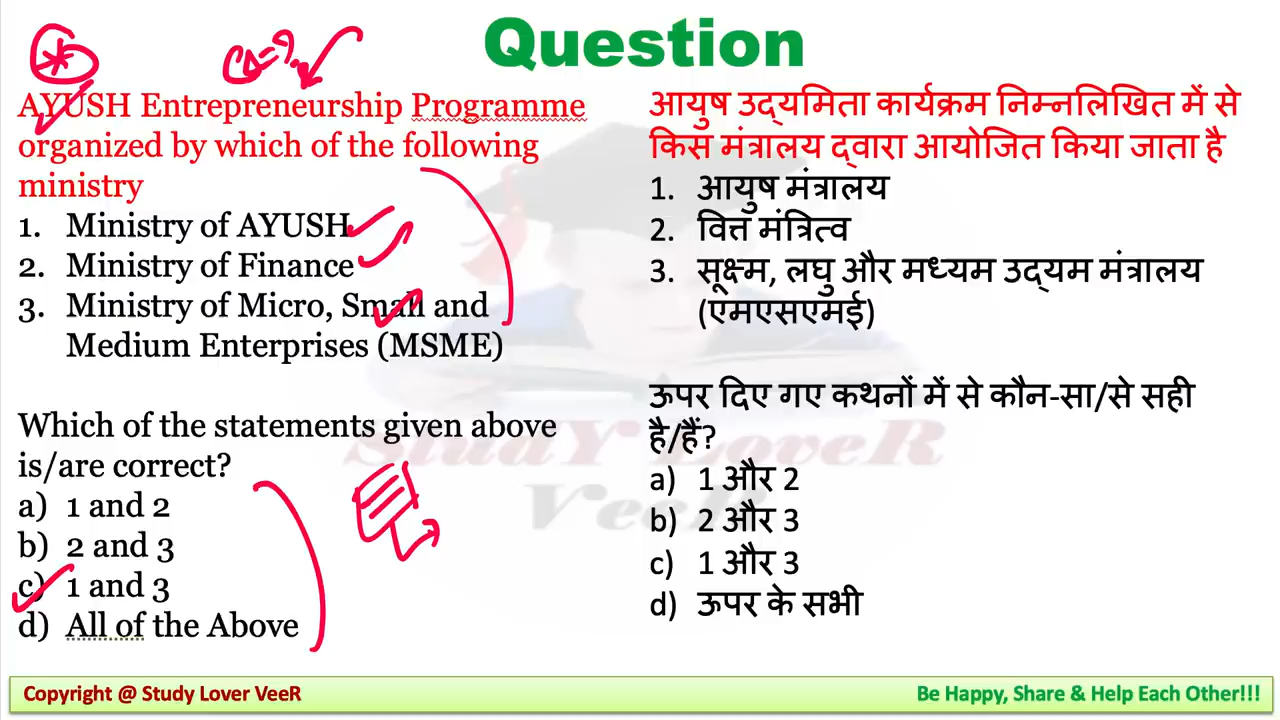 Question
CA=?
AYUSH Entrepreneurship Programme
organized by which of the following
ministry
1. Ministry of AYUSH
2. Ministry of Finance
3. Ministry of Micro, Small and
Medium Enterprises (MSME)
Which of the statements given above
is/are correct?
a) 1 and 2
b) 2 and 3
c) 1 and 3
d) All of the Above
आयुष उद्यमिता कार्यक्रम निम्नलिखित में से
किस मंत्रालय द्वारा आयोजित किया जाता है
1. आयुष मंत्रालय
2. वित्त मंत्रित्व
3. सूक्ष्म, लघु और मध्यम उद्यम मंत्रालय
(एमएसएमई)
ऊपर दिए गए कथनों में से कौन-सा/से सही
है/हैं?
a) 1 और 2
b) 2 और 3
c) 1 और 3
d) ऊपर के सभी
StudY LoveR
VeeR
Copyright @ Study Lover VeeR
Be Happy, Share & Help Each Other!!!